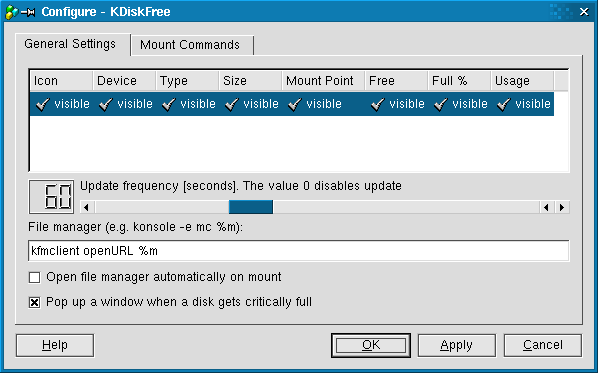 Configure - KDiskFree
General Settings Mount Commands
Icon Device Type Size Mount Point Free Full % Usage
visible visible visible visible visible visible visible visible
60 Update frequency [seconds]. The value 0 disables update
File manager (e.g. konsole -e mc %m):
kfmclient openURL %m
Open file manager automatically on mount
Pop up a window when a disk gets critically full
Help OK Apply Cancel